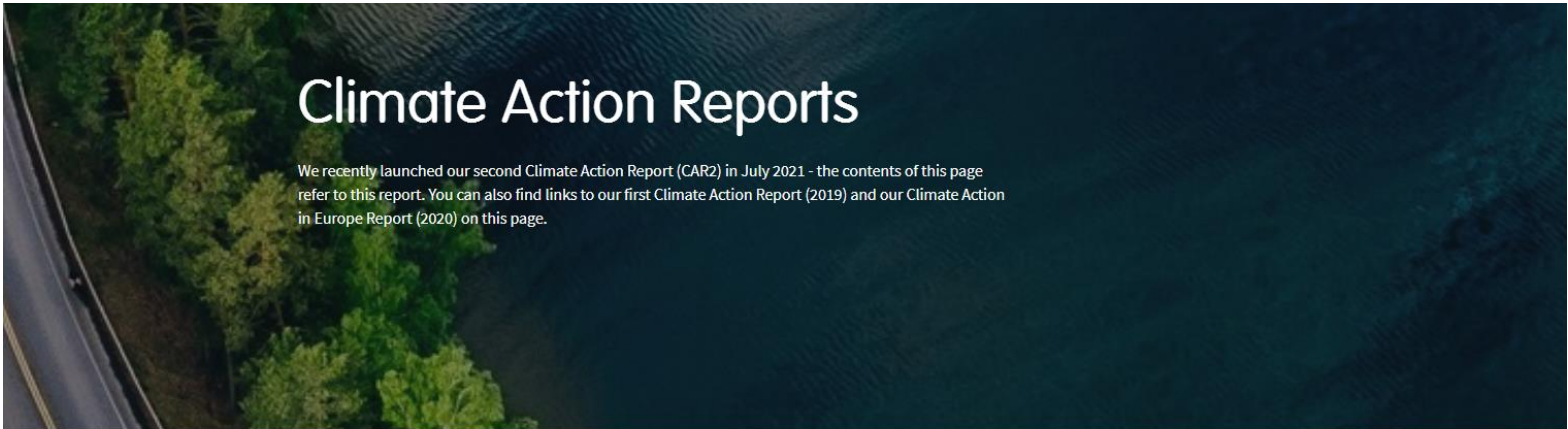 Climate Action Reports
We recently launched our second Climate Action Report (CAR2) in July 2021 - the contents of this page
refer to this report. You can also find links to our first Climate Action Report (2019) and our Climate Action
in Europe Report (2020) on this page.